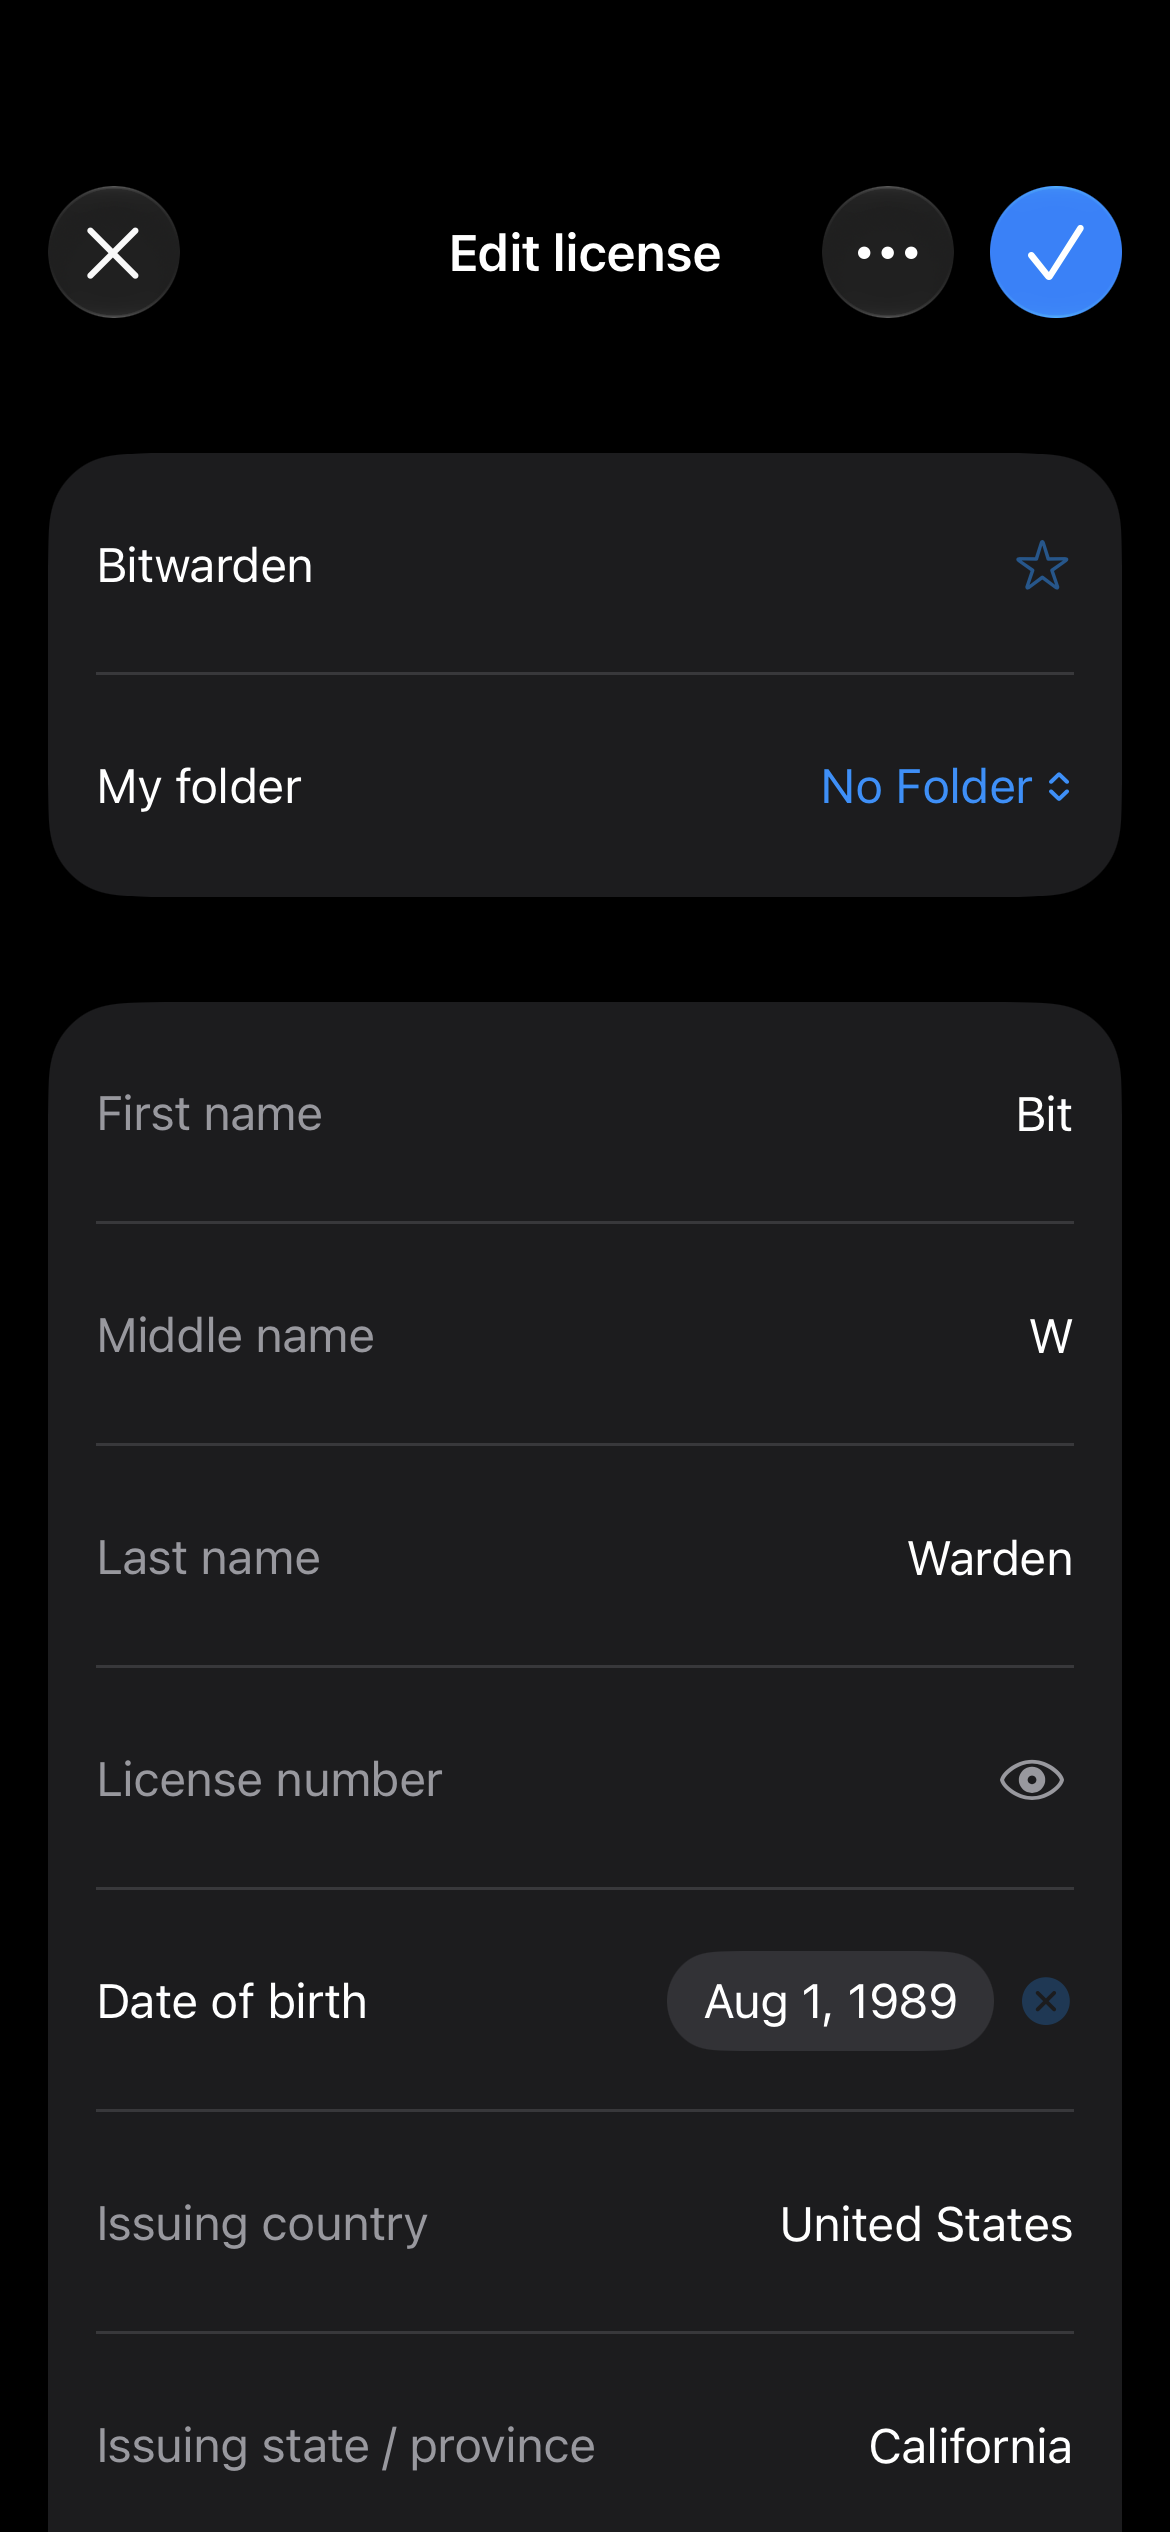 Edit license
Bitwarden
My folder No Folder
First name Bit
Middle name W
Last name Warden
License number
Date of birth Aug 1, 1989
Issuing country United States
Issuing state / province California